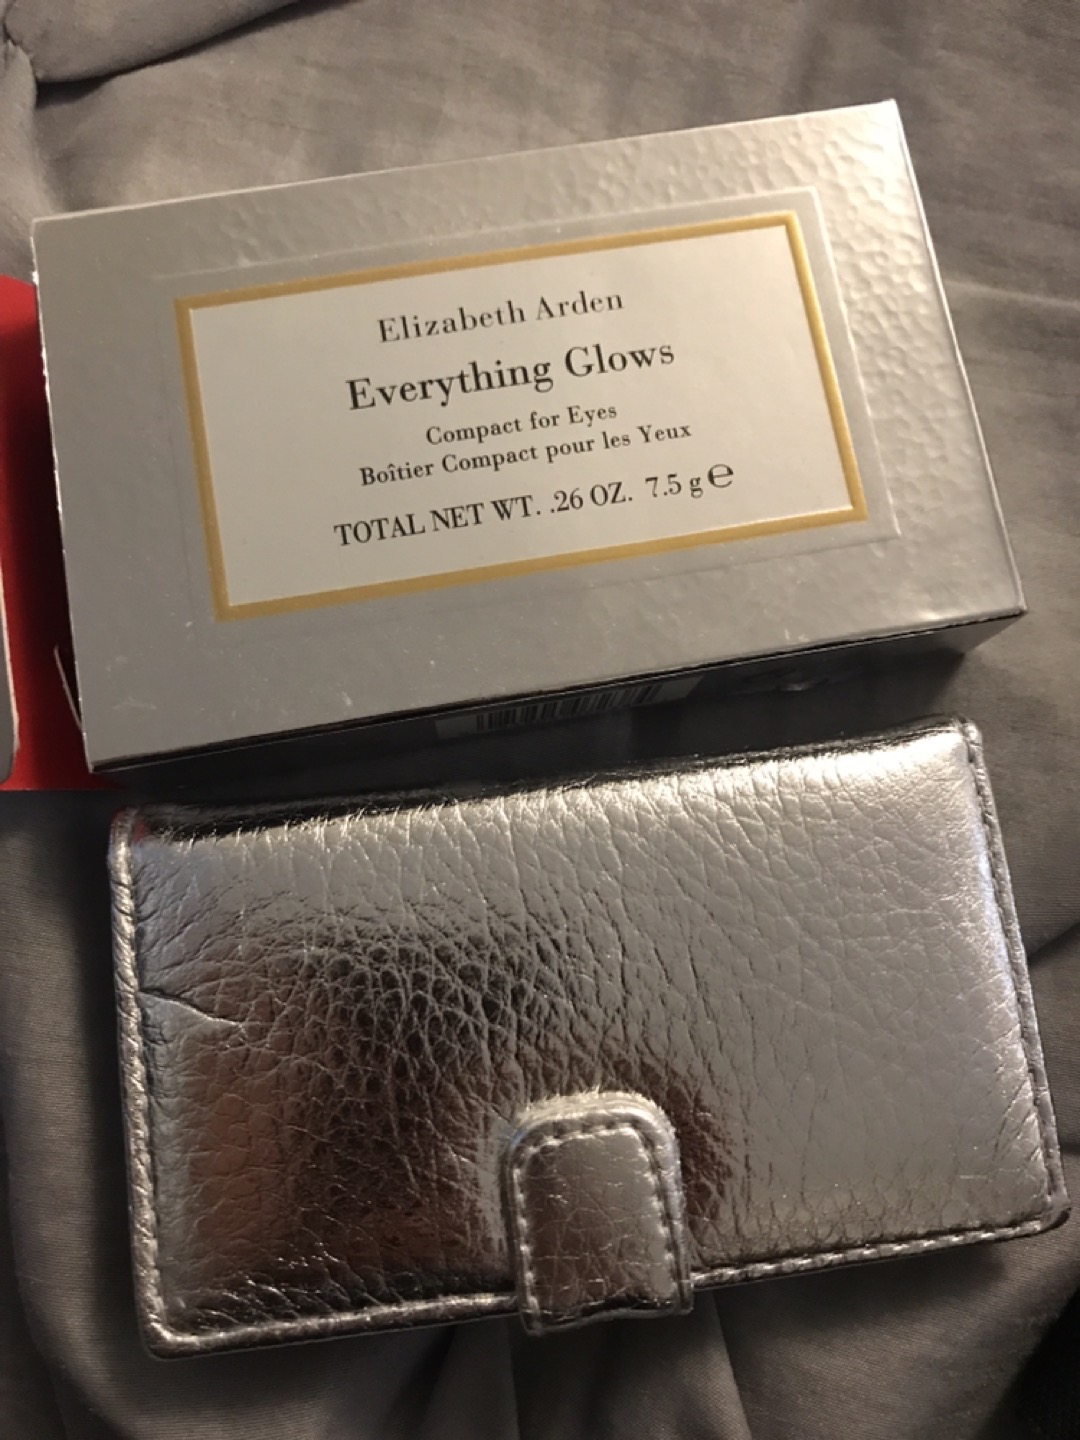 Elizabeth Arden
Everything Glows
Compact for Eyes
Boîtier Compact pour les Yeux
TOTAL NET WT. .26 OZ. 7.5 g ℮